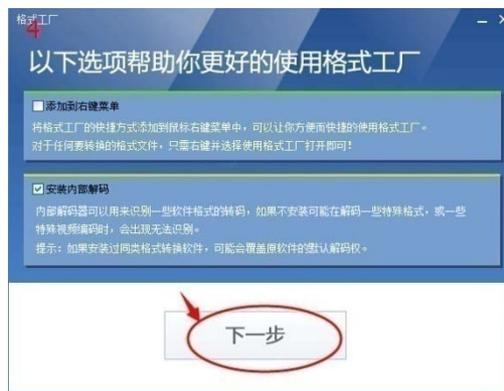 格式工厂
4
以下选项帮助你更好的使用格式工厂
添加到右键菜单
将格式工厂的快捷方式添加到鼠标右键菜单中，可以让你方便而快捷的使用格式工厂。
对于任何要转换的格式文件，只需右键并选择使用格式工厂打开即可！
安装内部解码
内部解码器可以用来识别一些软件格式的转码，如果不安装可能在解码一些特殊格式，或一些
特殊视频编码时，会出现无法识别。
提示：如果安装过同类格式转换软件，可能会覆盖原软件的默认解码权。
下一步